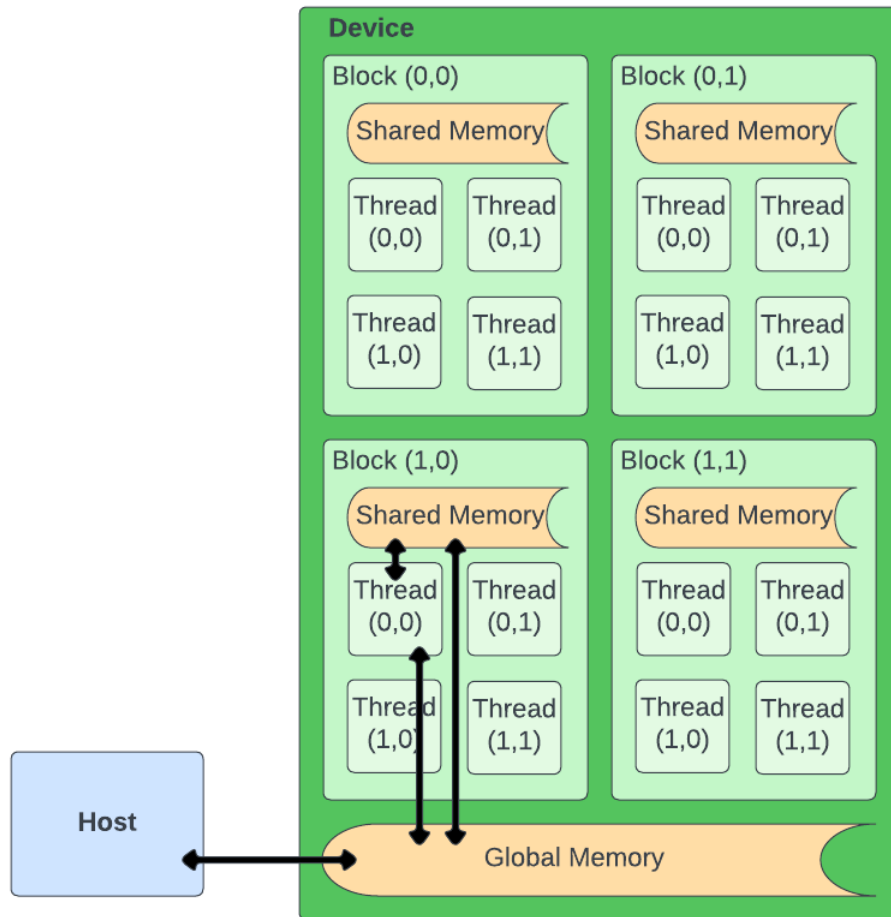 Device
Block (0,0)
Shared Memory
Thread
(0,0)
Thread
(0,1)
Thread
(1,0)
Thread
(1,1)
Block (0,1)
Shared Memory
Thread
(0,0)
Thread
(0,1)
Thread
(1,0)
Thread
(1,1)
Block (1,0)
Shared Memory
Thread
(0,0)
Thread
(0,1)
Thread
(1,0)
Thread
(1,1)
Block (1,1)
Shared Memory
Thread
(0,0)
Thread
(0,1)
Thread
(1,0)
Thread
(1,1)
Host
Global Memory